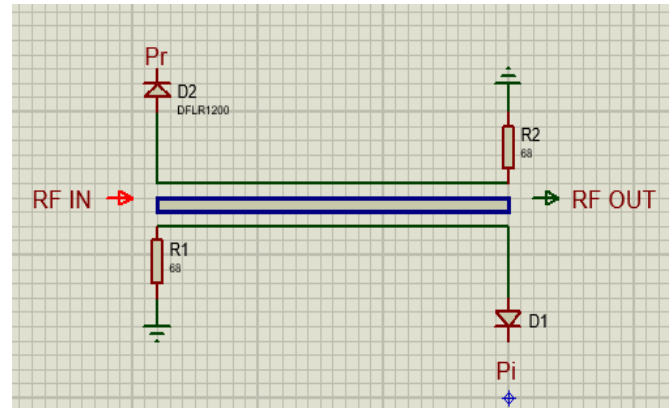 Pr
D2
DFLR1200
R2
68
RF IN
RF OUT
R1
68
D1
Pi